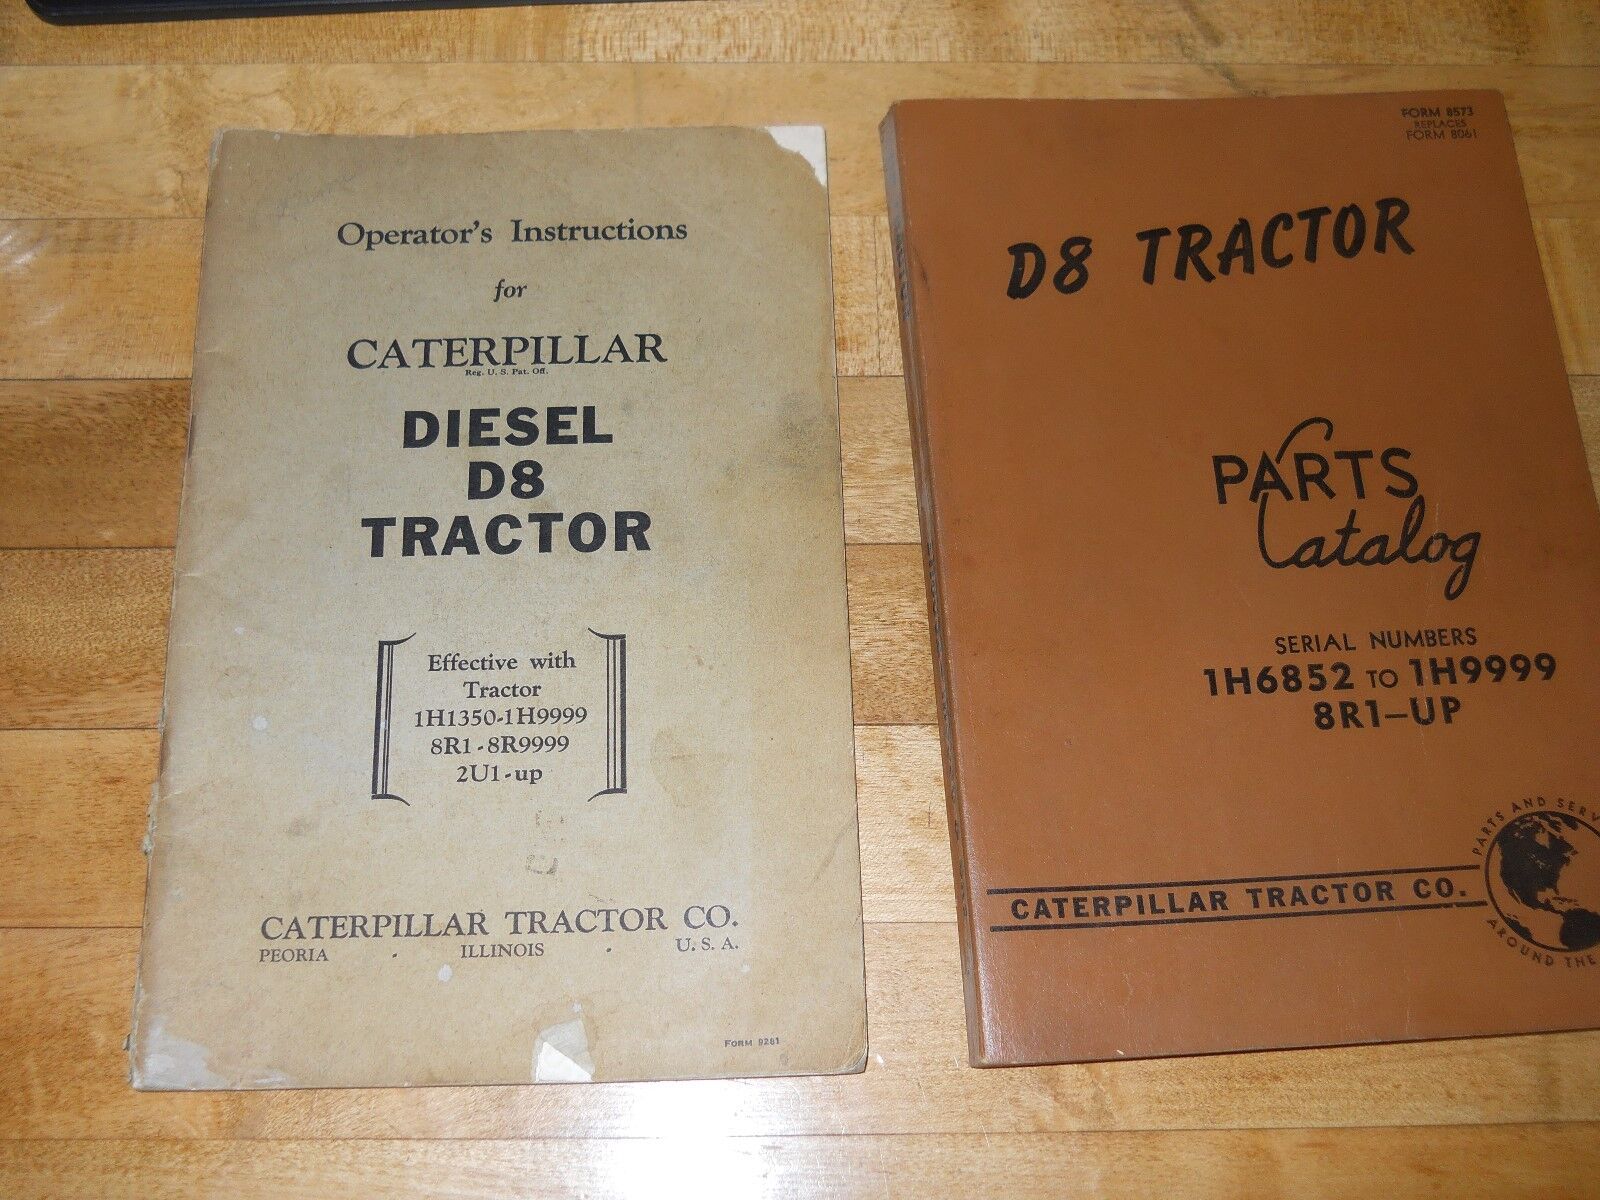 Operator's Instructions
for
CATERPILLAR
Reg. U. S. Pat. Off.
DIESEL
D8
TRACTOR
Effective with
Tractor
1H1350-1H9999
8R1-8R9999
2U1-up
CATERPILLAR TRACTOR CO.
PEORIA . ILLINOIS . U. S. A.
FORM 9281
FORM 8573
REPLACES
FORM 8061
D8 TRACTOR
PARTS
Catalog
SERIAL NUMBERS
1H6852 TO 1H9999
8R1-UP
CATERPILLAR TRACTOR CO.
PARTS AND SERV
AROUND THE